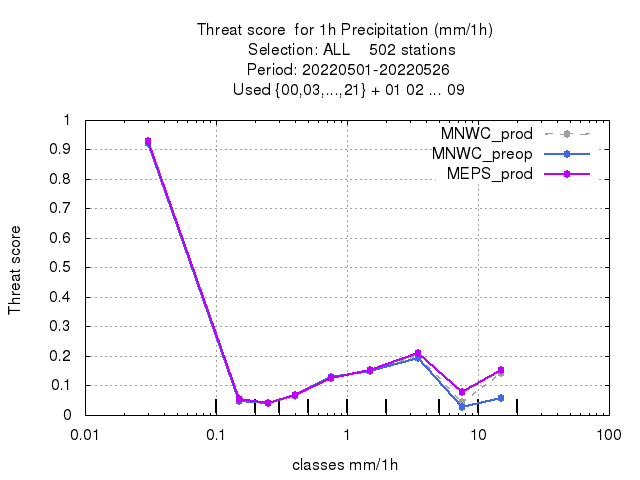 Threat score  for 1h Precipitation (mm/1h)
Selection: ALL    502 stations
Period: 20220501-20220526
Used {00,03,...,21} + 01 02 ... 09
MNWC_prod
MNWC_preop
MEPS_prod
Threat score
1
0.9
0.8
0.7
0.6
0.5
0.4
0.3
0.2
0.1
0
0.01
0.1
1
10
100
classes mm/1h